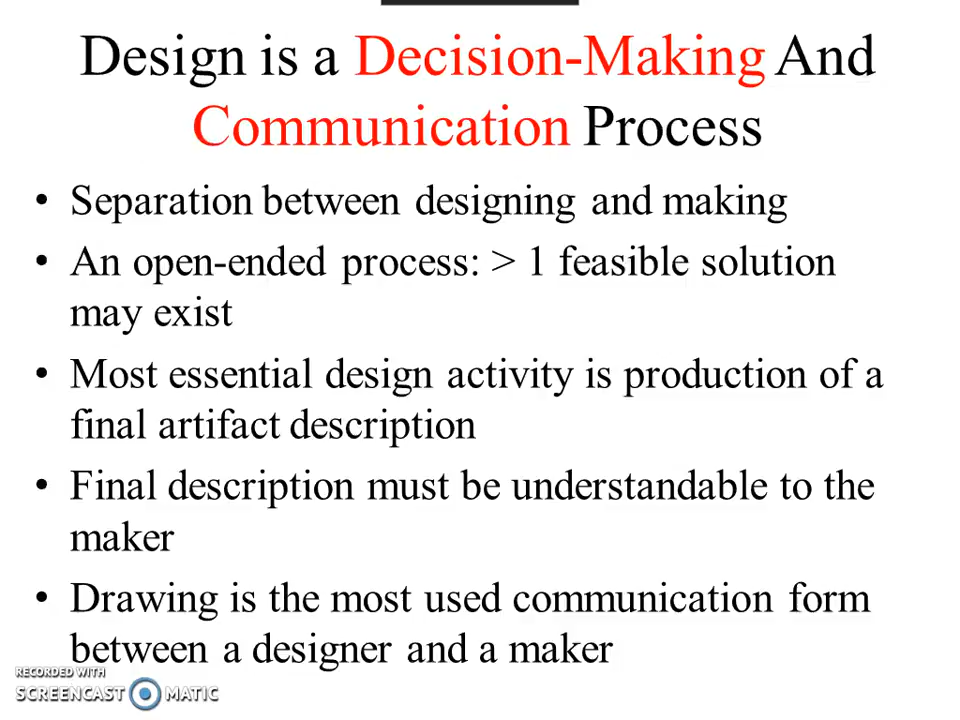 Design is a Decision-Making And
Communication Process
• Separation between designing and making
• An open-ended process: > 1 feasible solution
may exist
• Most essential design activity is production of a
final artifact description
• Final description must be understandable to the
maker
• Drawing is the most used communication form
between a designer and a maker
RECORDED WITH
SCREENCAST MATIC